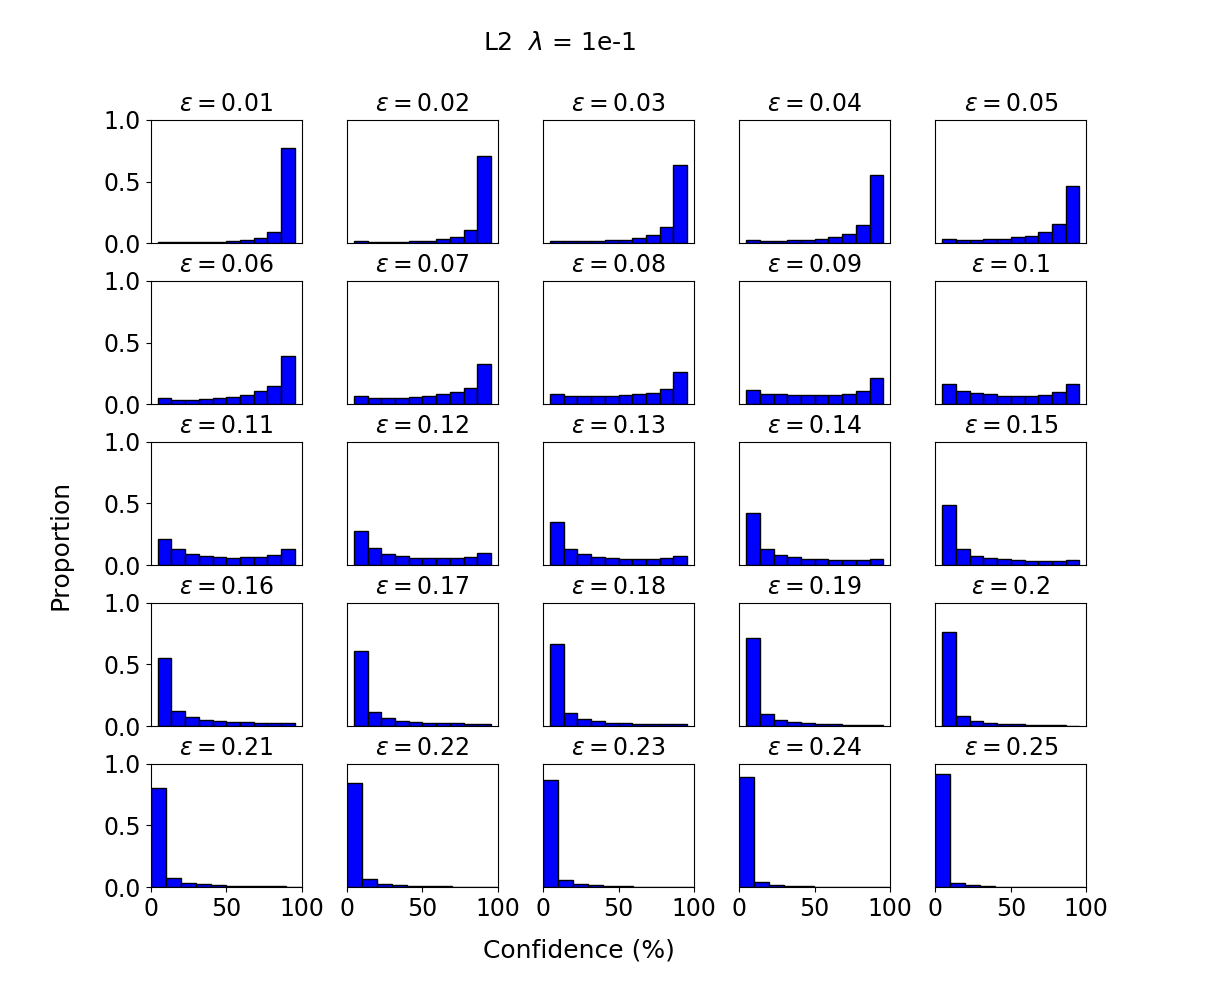 L2 λ = 1e-1
ε = 0.01 ε = 0.02 ε = 0.03 ε = 0.04 ε = 0.05
1.0
0.5
0.0
ε = 0.06 ε = 0.07 ε = 0.08 ε = 0.09 ε = 0.1
1.0
0.5
0.0
ε = 0.11 ε = 0.12 ε = 0.13 ε = 0.14 ε = 0.15
1.0
0.5
0.0
Proportion
ε = 0.16 ε = 0.17 ε = 0.18 ε = 0.19 ε = 0.2
1.0
0.5
0.0
ε = 0.21 ε = 0.22 ε = 0.23 ε = 0.24 ε = 0.25
1.0
0.5
0.0
0 50 100 0 50 100 0 50 100 0 50 100 0 50 100
Confidence (%)